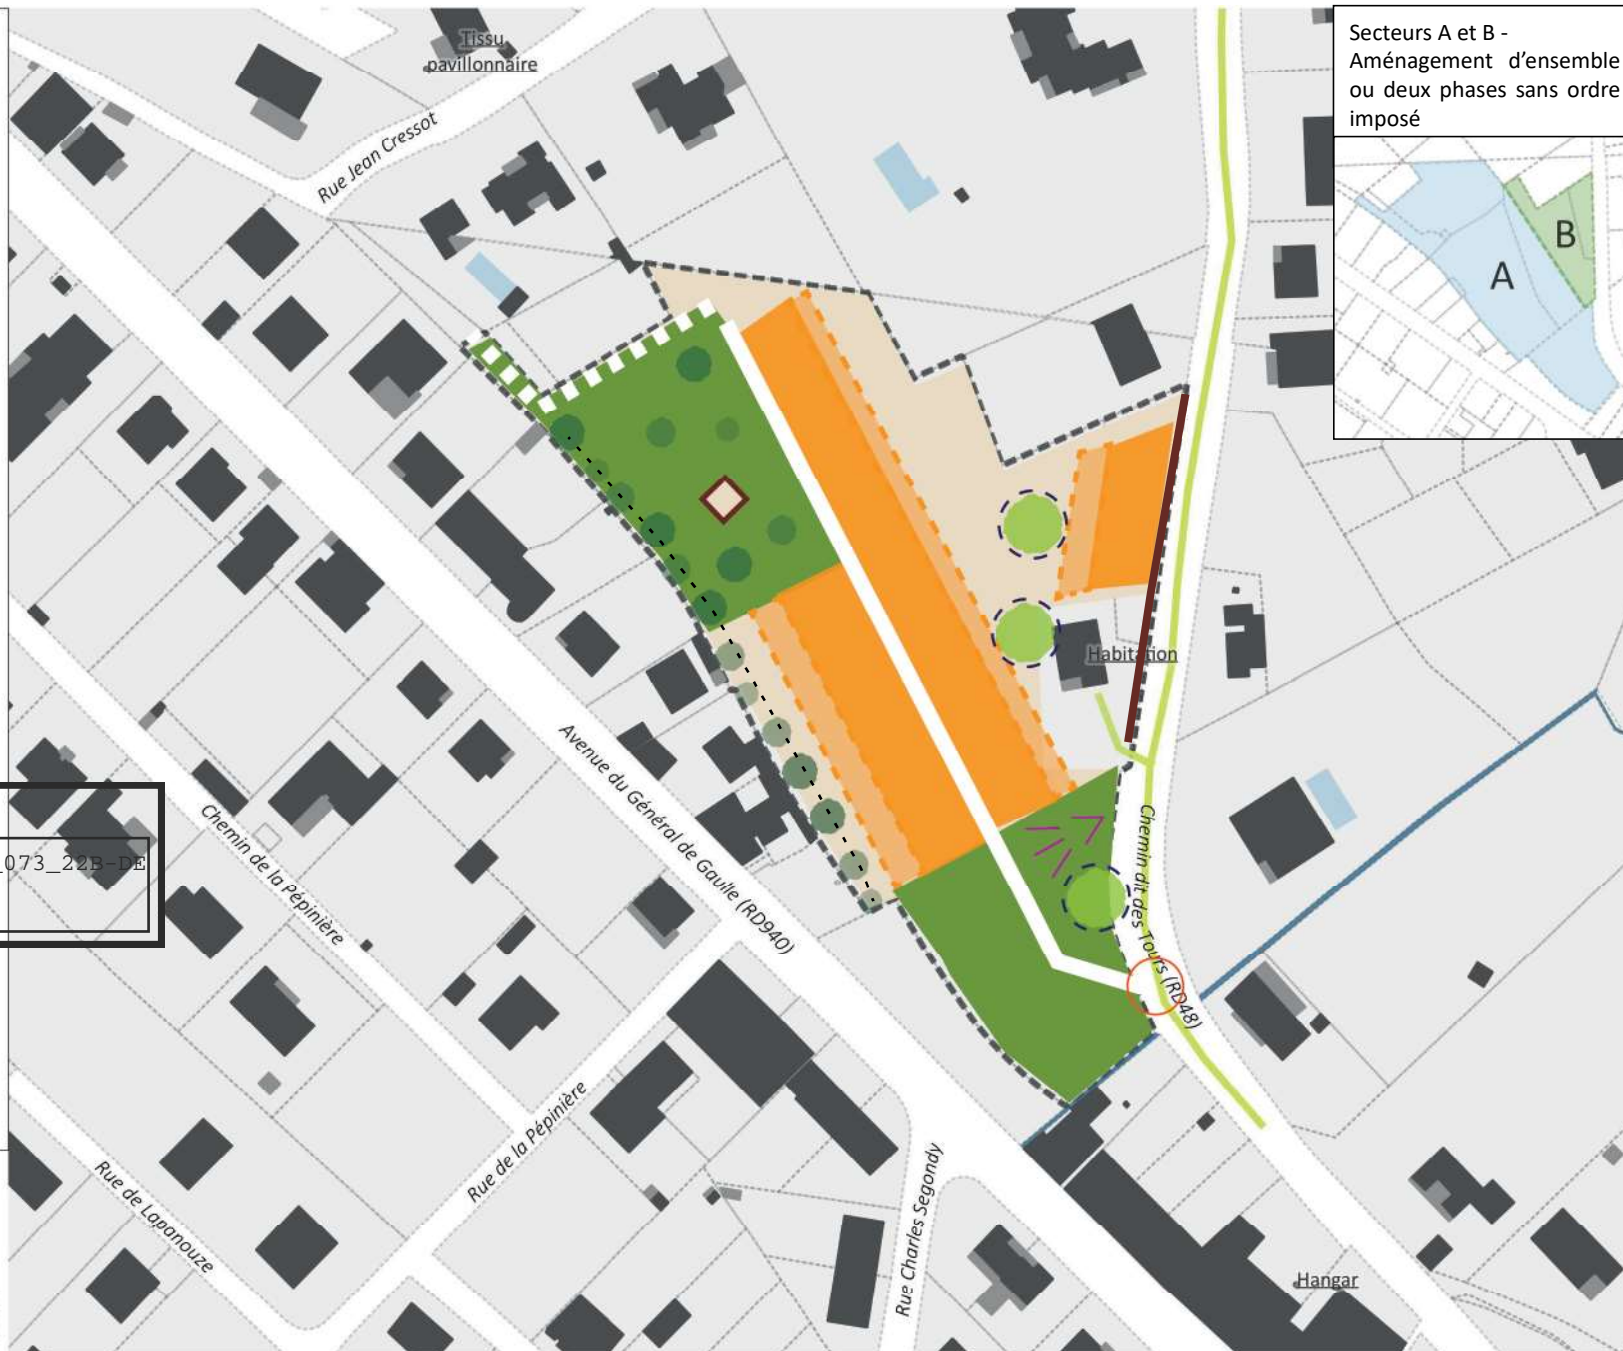 Secteurs A et B -
Aménagement d'ensemble
ou deux phases sans ordre
imposé
A
B
Tissu
pavillonnaire
Rue Jean Cressot
Habitation
Avenue du Général de Gaulle (RD940)
Chemin dit des Tours (RD48)
_073_22B-DE
Chemin de la Pépinière
Rue de la Pépinière
Rue de Lapanouze
Rue Charles Segondy
Hangar